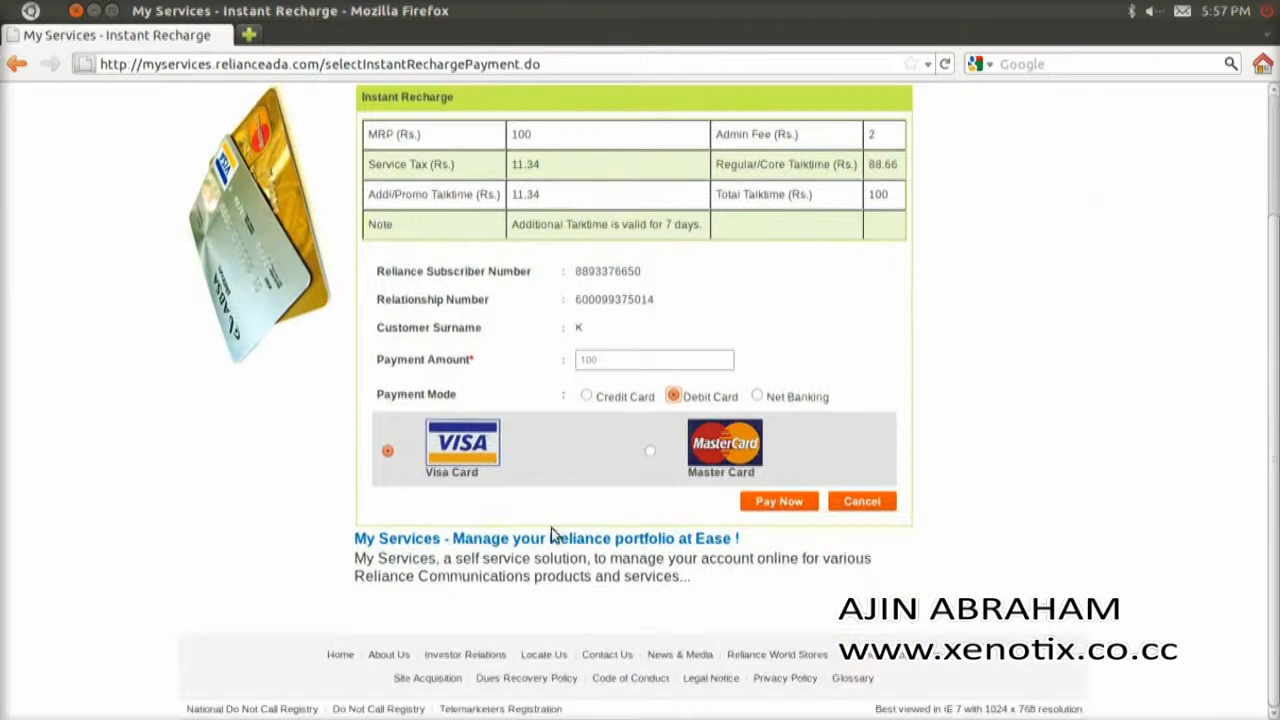 My Services - Instant Recharge - Mozilla Firefox
5:57 PM
My Services - Instant Recharge
http://myservices.relianceada.com/selectInstantRechargePayment.do
Google
Instant Recharge
MRP (Rs.) 100 Admin Fee (Rs.) 2
Service Tax (Rs.) 11.34 Regular/Core Talktime (Rs.) 88.66
Addl/Promo Talktime (Rs.) 11.34 Total Talktime (Rs.) 100
Note Additional Talktime is valid for 7 days.
VISA
Reliance Subscriber Number : 8893376650
Relationship Number : 600099375014
Customer Surname : K
Payment Amount* : 100
Payment Mode : Credit Card Debit Card Net Banking
VISA MasterCard
Visa Card Master Card
Pay Now Cancel
My Services - Manage your Reliance portfolio at Ease !
My Services, a self service solution, to manage your account online for various
Reliance Communications products and services...
AJIN ABRAHAM
www.xenotix.co.cc
Home About Us Investor Relations Locate Us Contact Us News & Media Reliance World Stores
Site Acquisition Dues Recovery Policy Code of Conduct Legal Notice Privacy Policy Glossary
National Do Not Call Registry Do Not Call Registry Telemarketers Registration Best viewed in IE 7 with 1024 x 768 resolution